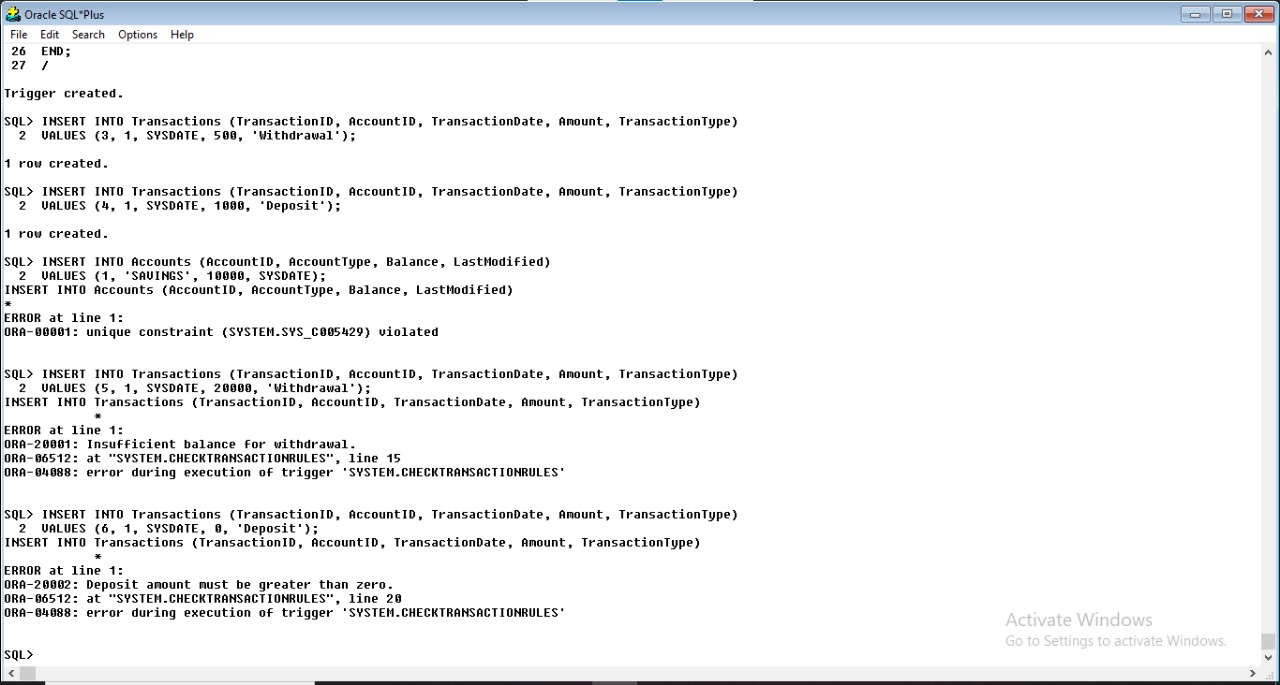 Oracle SQL*Plus
File Edit Search Options Help
26 END;
27 /
Trigger created.
SQL> INSERT INTO Transactions (TransactionID, AccountID, TransactionDate, Amount, TransactionType)
2 VALUES (3, 1, SYSDATE, 500, 'Withdrawal');
1 row created.
SQL> INSERT INTO Transactions (TransactionID, AccountID, TransactionDate, Amount, TransactionType)
2 VALUES (4, 1, SYSDATE, 1000, 'Deposit');
1 row created.
SQL> INSERT INTO Accounts (AccountID, AccountType, Balance, LastModified)
2 VALUES (1, 'SAVINGS', 10000, SYSDATE);
INSERT INTO Accounts (AccountID, AccountType, Balance, LastModified)
*
ERROR at line 1:
ORA-00001: unique constraint (SYSTEM.SYS_C005429) violated
SQL> INSERT INTO Transactions (TransactionID, AccountID, TransactionDate, Amount, TransactionType)
2 VALUES (5, 1, SYSDATE, 20000, 'Withdrawal');
INSERT INTO Transactions (TransactionID, AccountID, TransactionDate, Amount, TransactionType)
*
ERROR at line 1:
ORA-20001: Insufficient balance for withdrawal.
ORA-06512: at "SYSTEM.CHECKTRANSACTIONRULES", line 15
ORA-04088: error during execution of trigger 'SYSTEM.CHECKTRANSACTIONRULES'
SQL> INSERT INTO Transactions (TransactionID, AccountID, TransactionDate, Amount, TransactionType)
2 VALUES (6, 1, SYSDATE, 0, 'Deposit');
INSERT INTO Transactions (TransactionID, AccountID, TransactionDate, Amount, TransactionType)
*
ERROR at line 1:
ORA-20002: Deposit amount must be greater than zero.
ORA-06512: at "SYSTEM.CHECKTRANSACTIONRULES", line 20
ORA-04088: error during execution of trigger 'SYSTEM.CHECKTRANSACTIONRULES'
SQL>
Activate Windows
Go to Settings to activate Windows.